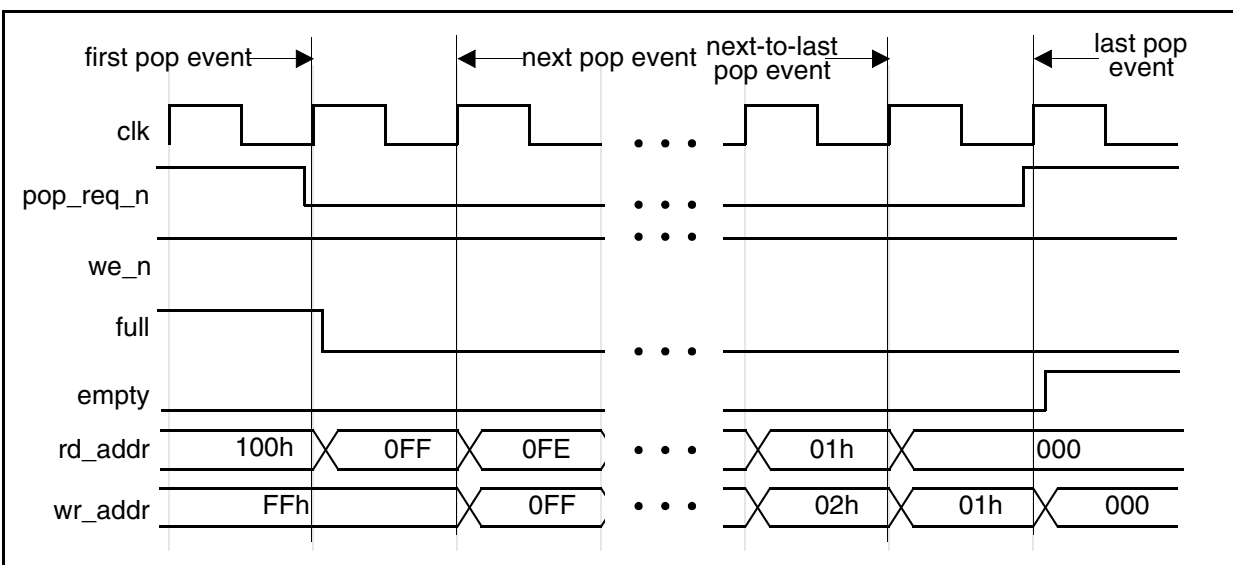 first pop event
next pop event
next-to-last
pop event
last pop
event
clk
pop_req_n
we_n
full
empty
rd_addr 100h 0FF 0FE 01h 000
wr_addr FFh 0FF 02h 01h 000